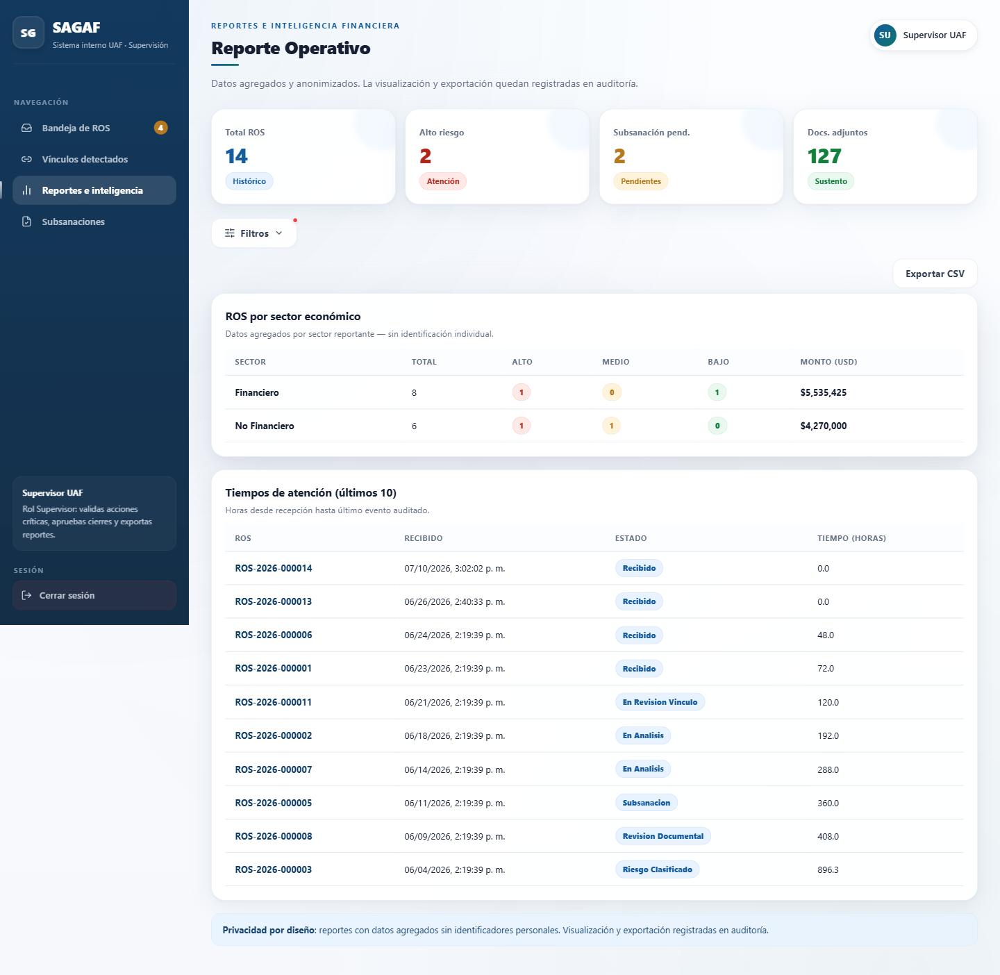 SG
SAGAF
Sistema interno UAF · Supervisión
NAVEGACIÓN
Bandeja de ROS 4
Vínculos detectados
Reportes e inteligencia
Subsanaciones
Supervisor UAF
Rol Supervisor: validas acciones
críticas, apruebas cierres y exportas
reportes.
SESIÓN
Cerrar sesión
REPORTES E INTELIGENCIA FINANCIERA
Reporte Operativo
SU Supervisor UAF
Datos agregados y anonimizados. La visualización y exportación quedan registradas en auditoría.
Total ROS
14
Histórico
Alto riesgo
2
Atención
Subsanación pend.
2
Pendientes
Docs. adjuntos
127
Sustento
Filtros
Exportar CSV
ROS por sector económico
Datos agregados por sector reportante — sin identificación individual.
SECTOR TOTAL ALTO MEDIO BAJO MONTO (USD)
Financiero 8 1 0 1 $5,535,425
No Financiero 6 1 1 0 $4,270,000
Tiempos de atención (últimos 10)
Horas desde recepción hasta último evento auditado.
ROS RECIBIDO ESTADO TIEMPO (HORAS)
ROS-2026-000014 07/10/2026, 3:02:02 p. m. Recibido 0.0
ROS-2026-000013 06/26/2026, 2:40:33 p. m. Recibido 0.0
ROS-2026-000006 06/24/2026, 2:19:39 p. m. Recibido 48.0
ROS-2026-000001 06/23/2026, 2:19:39 p. m. Recibido 72.0
ROS-2026-000011 06/21/2026, 2:19:39 p. m. En Revision Vinculo 120.0
ROS-2026-000002 06/18/2026, 2:19:39 p. m. En Analisis 192.0
ROS-2026-000007 06/14/2026, 2:19:39 p. m. En Analisis 288.0
ROS-2026-000005 06/11/2026, 2:19:39 p. m. Subsanacion 360.0
ROS-2026-000008 06/09/2026, 2:19:39 p. m. Revision Documental 408.0
ROS-2026-000003 06/04/2026, 2:19:39 p. m. Riesgo Clasificado 896.3
Privacidad por diseño: reportes con datos agregados sin identificadores personales. Visualización y exportación registradas en auditoría.